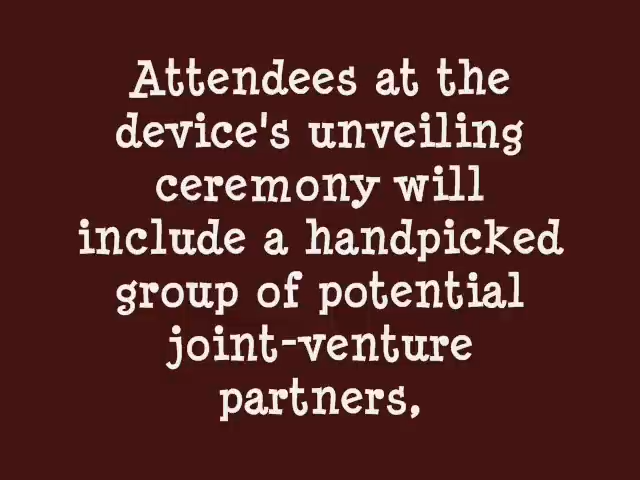 Attendees at the
device's unveiling
ceremony will
include a handpicked
group of potential
joint-venture
partners,